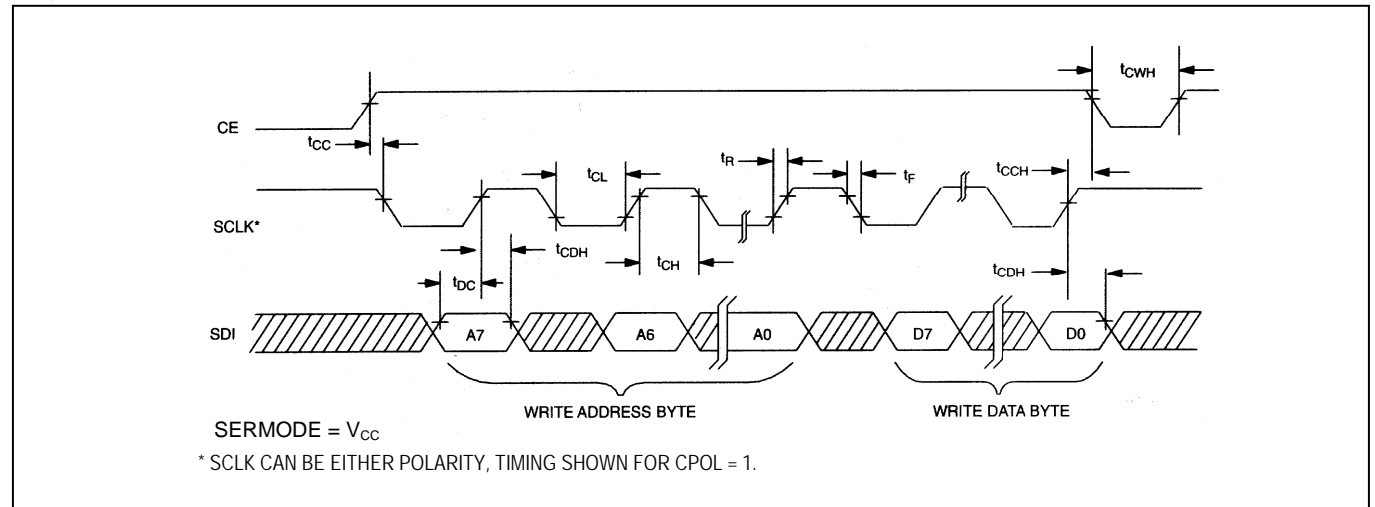 tCWH
CE
tCC
tCL
tR
tF
tCCH
SCLK*
tCDH
tCH
tCDH
tDC
SDI
A7
A6
A0
D7
D0
WRITE ADDRESS BYTE
WRITE DATA BYTE
SERMODE = VCC
* SCLK CAN BE EITHER POLARITY, TIMING SHOWN FOR CPOL = 1.